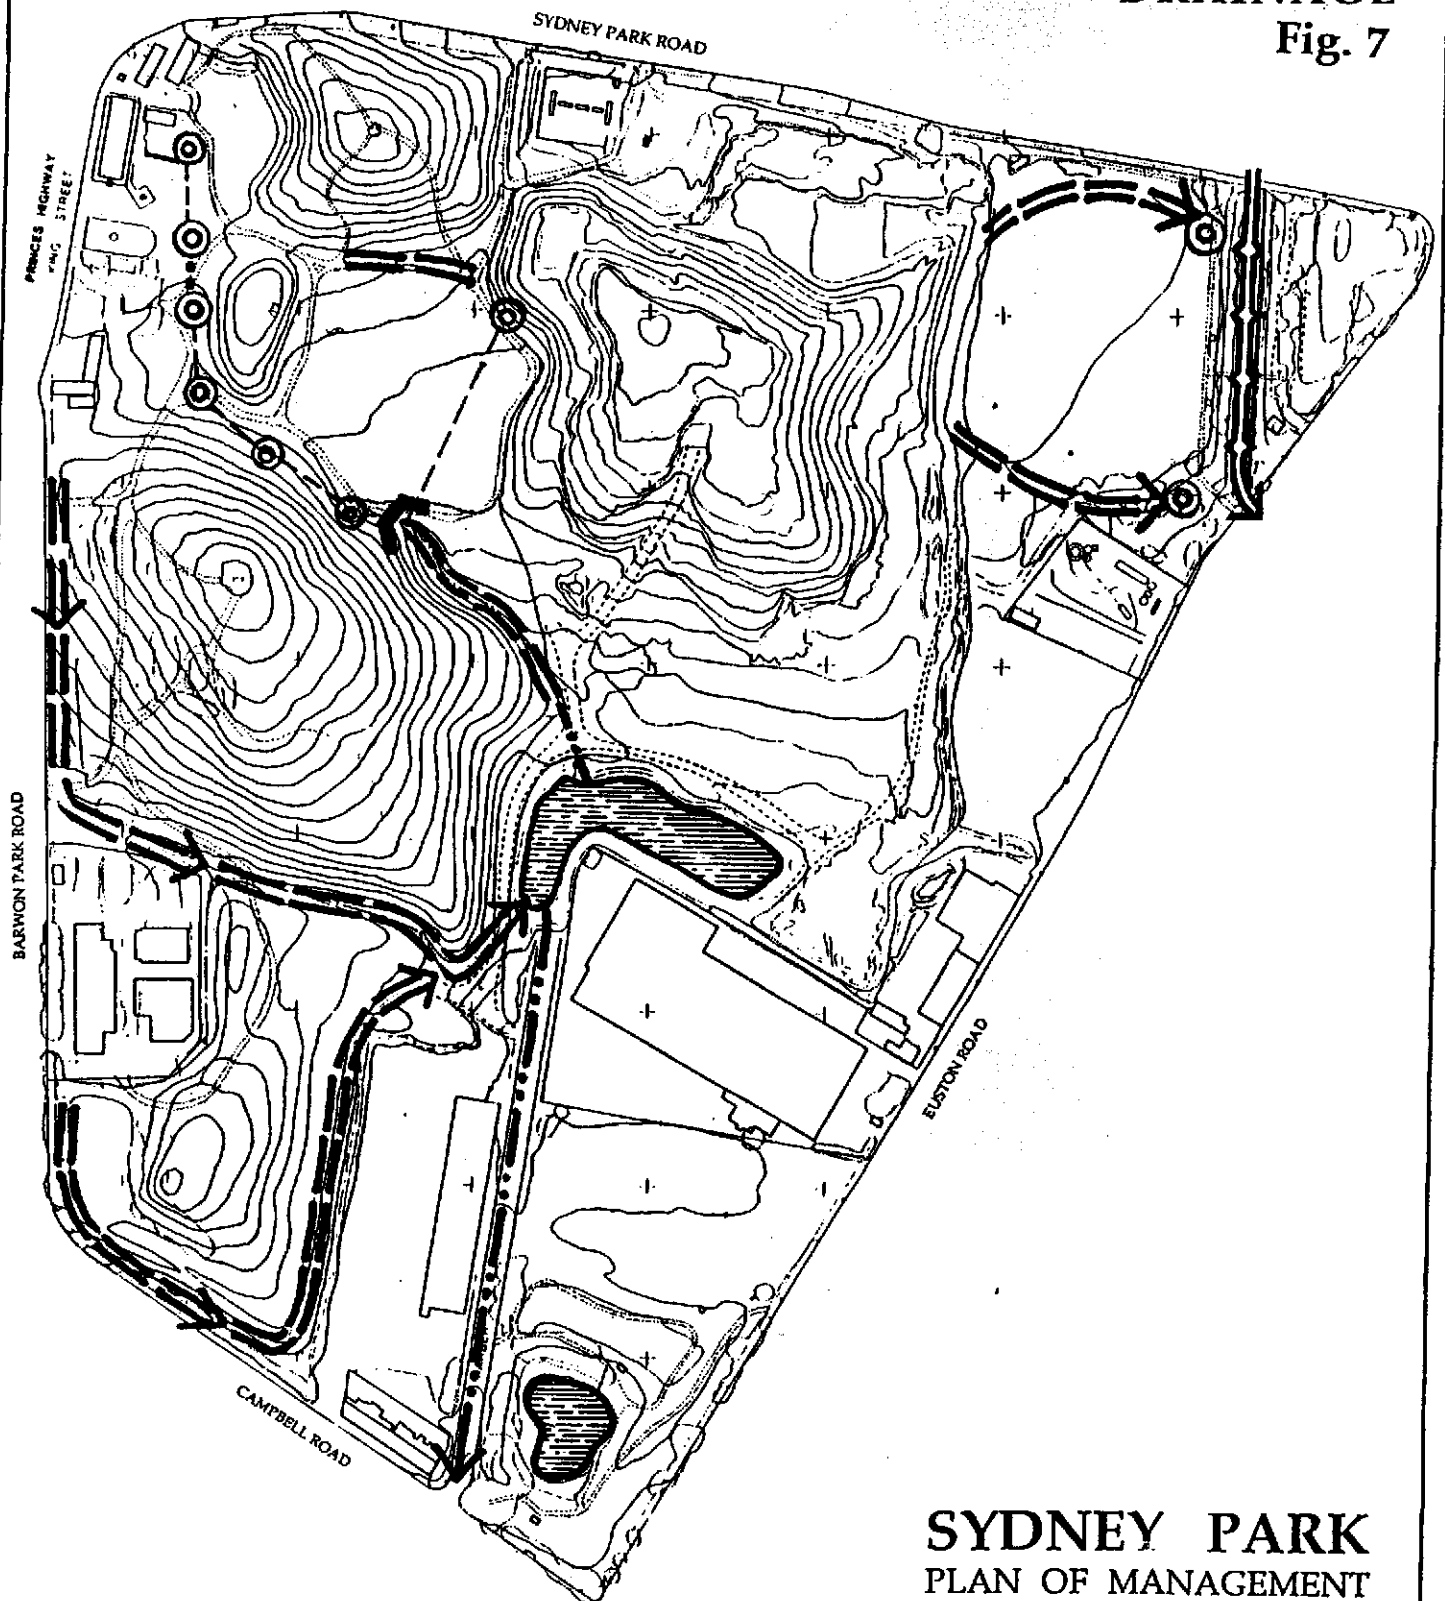 DRAINAGE
Fig. 7
SYDNEY PARK ROAD
PRINCES HIGHWAY
KING STREET
BARWON PARK ROAD
EUSTON ROAD
CAMPBELL ROAD
SYDNEY PARK
PLAN OF MANAGEMENT